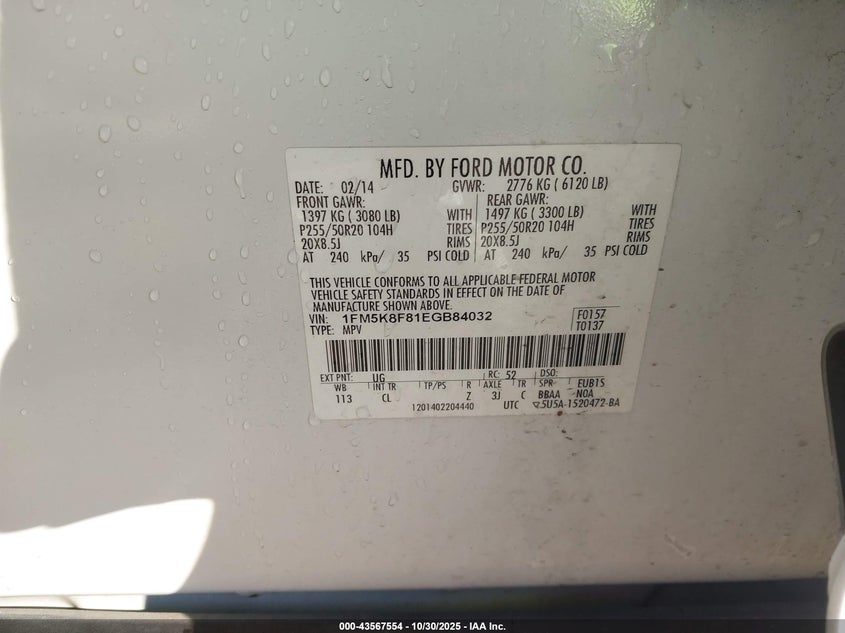 MFD. BY FORD MOTOR CO.
DATE: 02/14 GVWR: 2776 KG ( 6120 LB)
FRONT GAWR: REAR GAWR:
1397 KG ( 3080 LB) WITH 1497 KG ( 3300 LB) WITH
P255/50R20 104H TIRES P255/50R20 104H TIRES
20X8.5J RIMS 20X8.5J RIMS
AT 240 kPa/ 35 PSI COLD AT 240 kPa/ 35 PSI COLD
THIS VEHICLE CONFORMS TO ALL APPLICABLE FEDERAL MOTOR
VEHICLE SAFETY STANDARDS IN EFFECT ON THE DATE OF
MANUFACTURE SHOWN ABOVE.
VIN: 1FM5K8F81EGB84032 F0157
TYPE: MPV T0137
EXT PNT: UG RC: 52 DSO:
WB INT TR TP/PS R AXLE TR SPR EUB1S
113 CL Z 3J C BBAA NOA
1201402204440 UTC 5U5A-1520472-BA
000-43567554 | 10/30/2025 - IAA Inc.